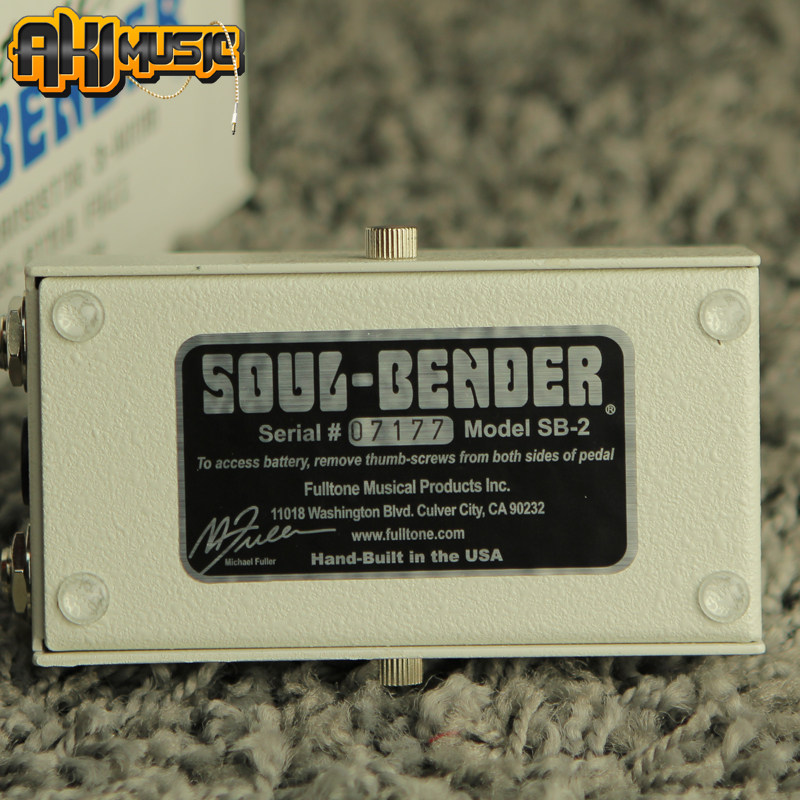 AKI MUSIC
BENDER
SOUL-BENDER®
Serial # 07177 Model SB-2
To access battery, remove thumb-screws from both sides of pedal
Fulltone Musical Products Inc.
11018 Washington Blvd. Culver City, CA 90232
www.fulltone.com
Hand-Built in the USA
M Fuller
Michael Fuller